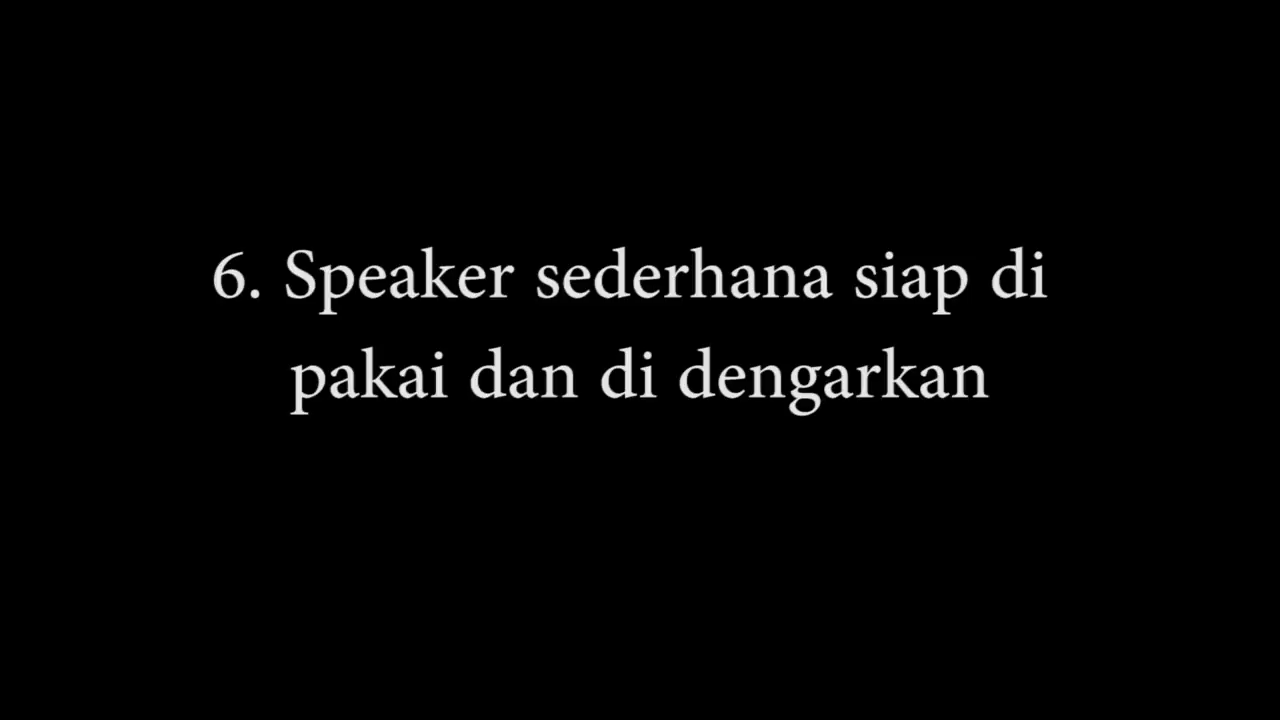 6. Speaker sederhana siap di
pakai dan di dengarkan